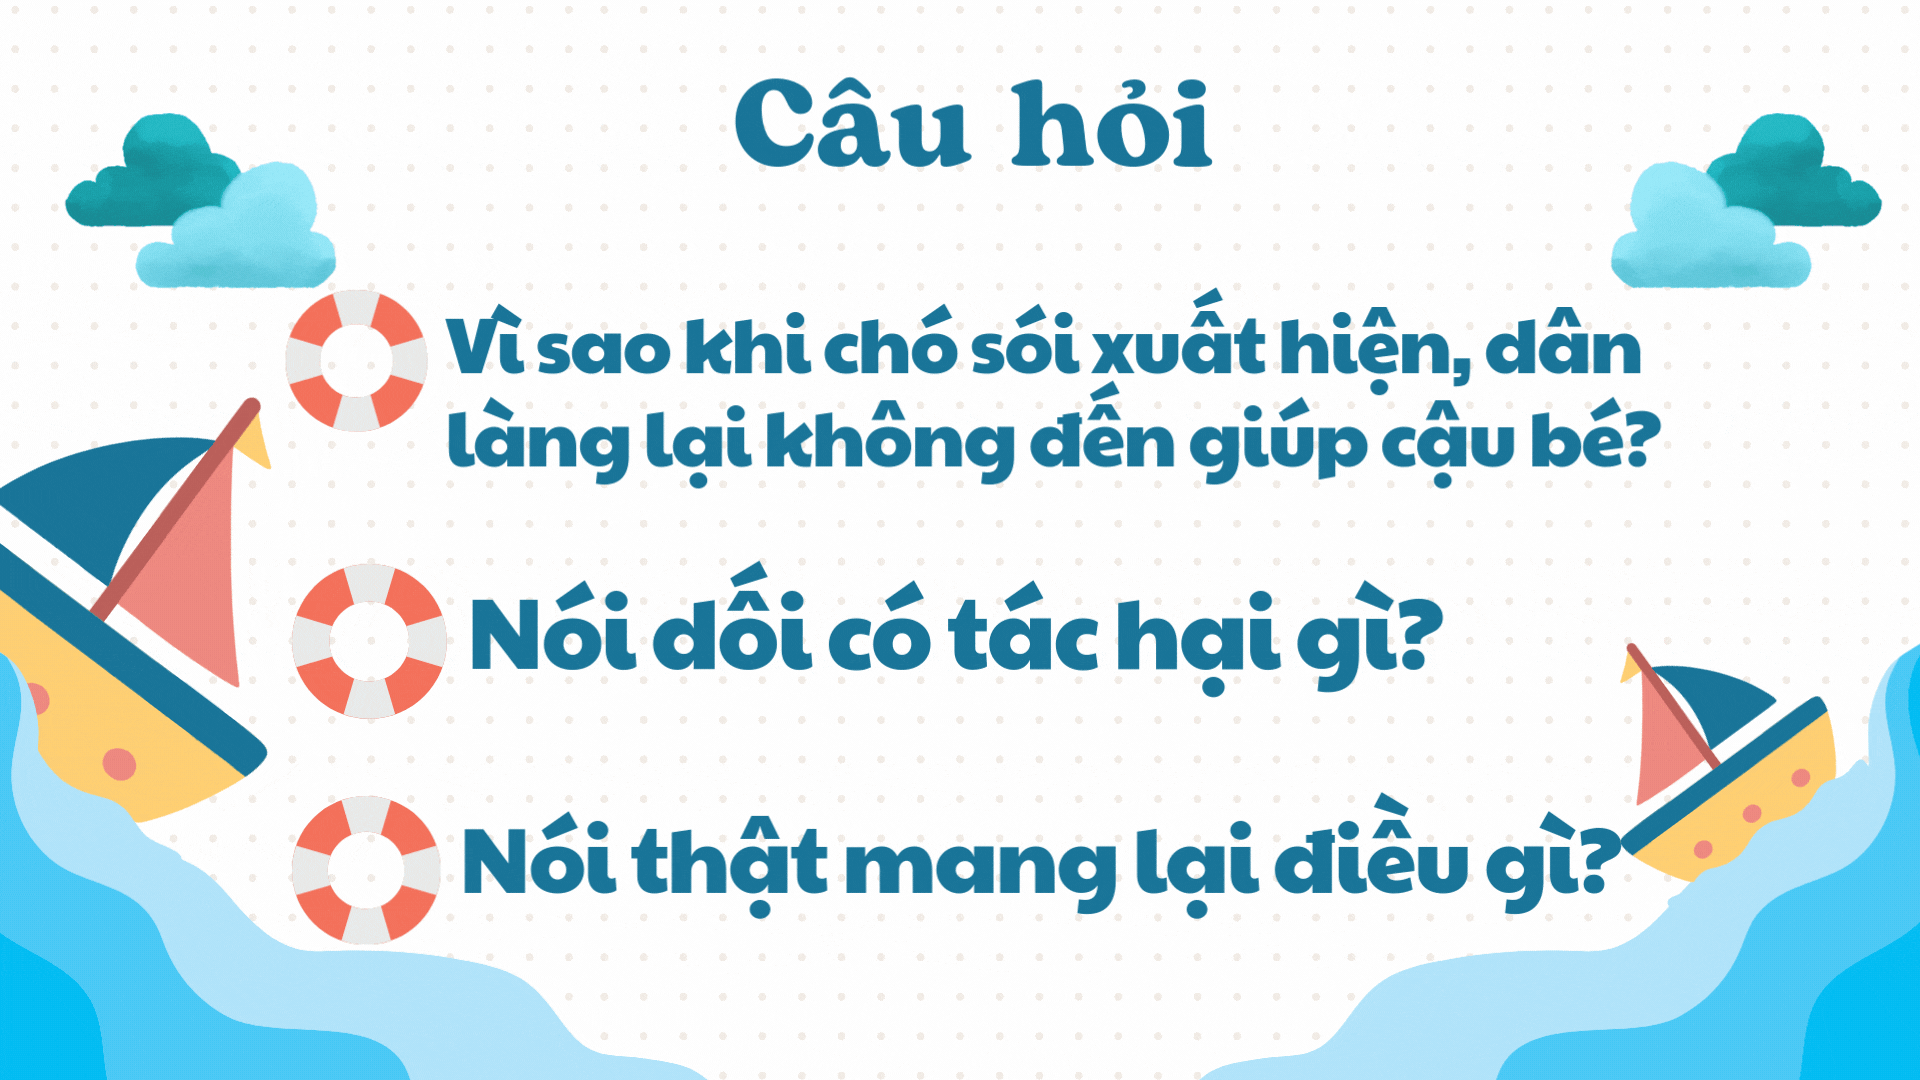 Câu hỏi
Vì sao khi chó sói xuất hiện, dân
làng lại không đến giúp cậu bé?
Nói dối có tác hại gì?
Nói thật mang lại điều gì?